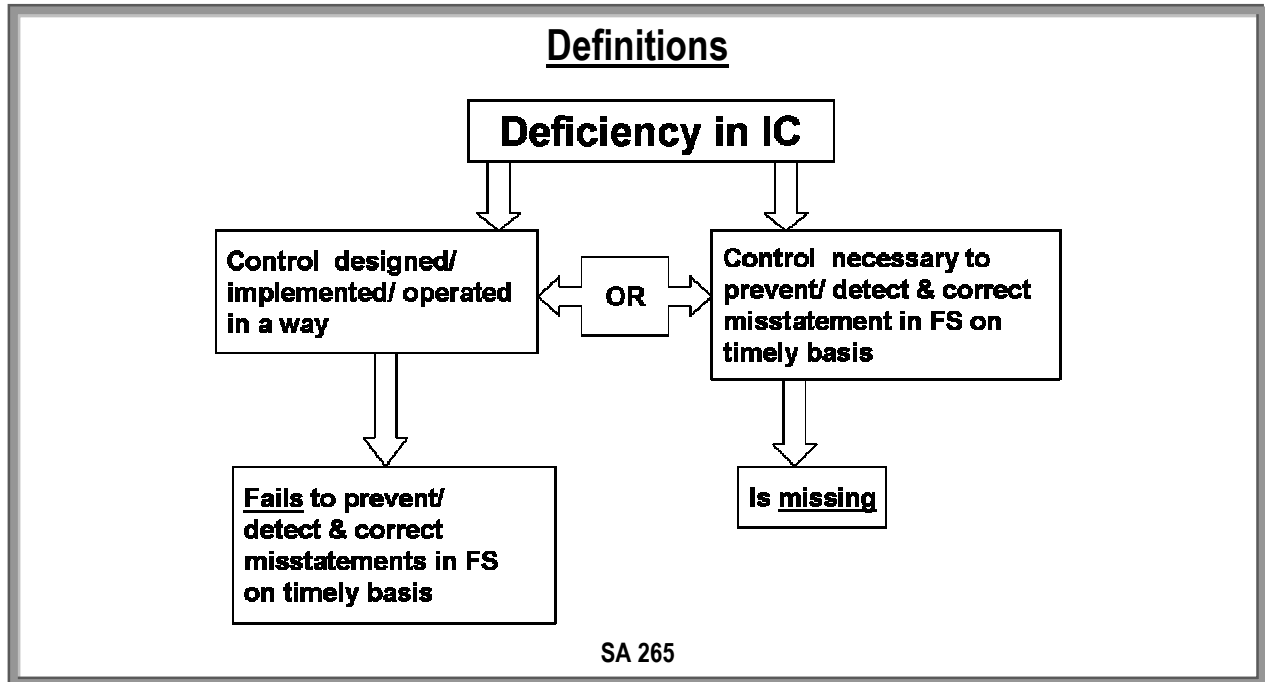 Definitions
Deficiency in IC
Control designed/
implemented/ operated
in a way
OR
Control necessary to
prevent/ detect & correct
misstatement in FS on
timely basis
Fails to prevent/
detect & correct
misstatements in FS
on timely basis
Is missing
SA 265